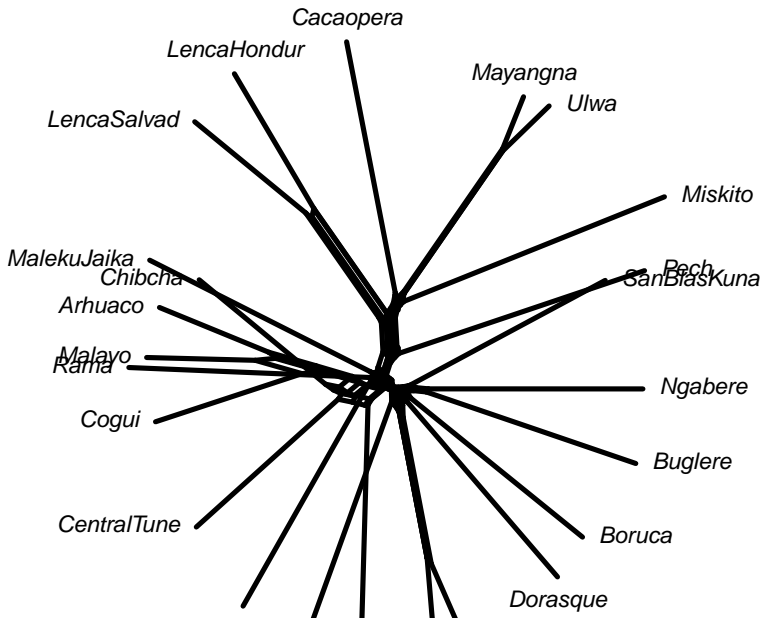 Cacaopera
LencaHondur
Mayangna
Ulwa
LencaSalvad
Miskito
MalekuJaika
Pech
Chibcha
SanBlasKuna
Arhuaco
Malayo
Rama
Ngabere
Cogui
Buglere
CentralTune
Boruca
Dorasque